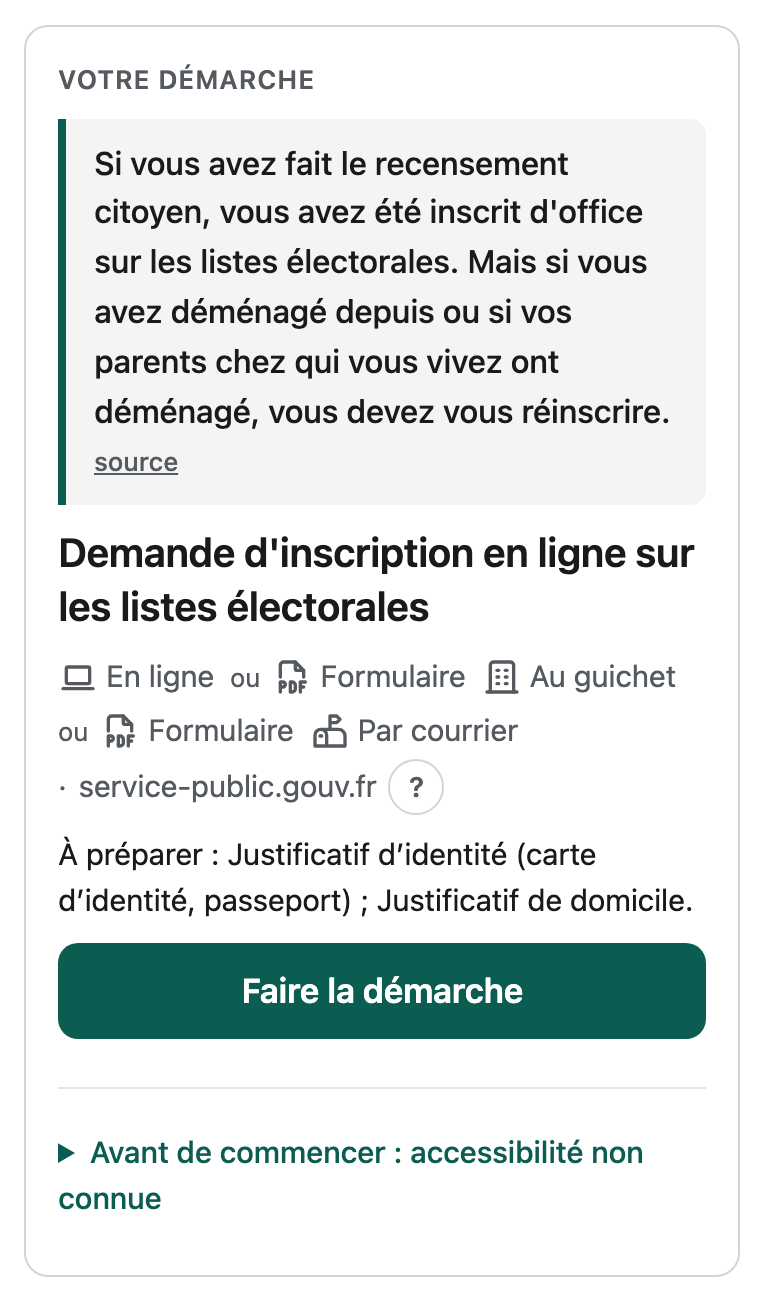 VOTRE DÉMARCHE
Si vous avez fait le recensement
citoyen, vous avez été inscrit d'office
sur les listes électorales. Mais si vous
avez déménagé depuis ou si vos
parents chez qui vous vivez ont
déménagé, vous devez vous réinscrire.
source
Demande d'inscription en ligne sur
les listes électorales
En ligne ou PDF Formulaire Au guichet
ou PDF Formulaire Par courrier
· service-public.gouv.fr ?
À préparer : Justificatif d’identité (carte
d’identité, passeport) ; Justificatif de domicile.
Faire la démarche
Avant de commencer : accessibilité non
connue